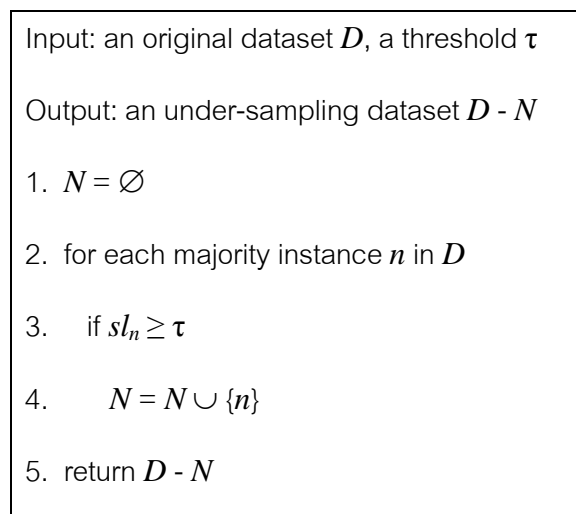 Input: an original dataset D, a threshold τ
Output: an under-sampling dataset D - N
1. N = ∅
2. for each majority instance n in D
3. if slₙ ≥ τ
4. N = N ∪ {n}
5. return D - N